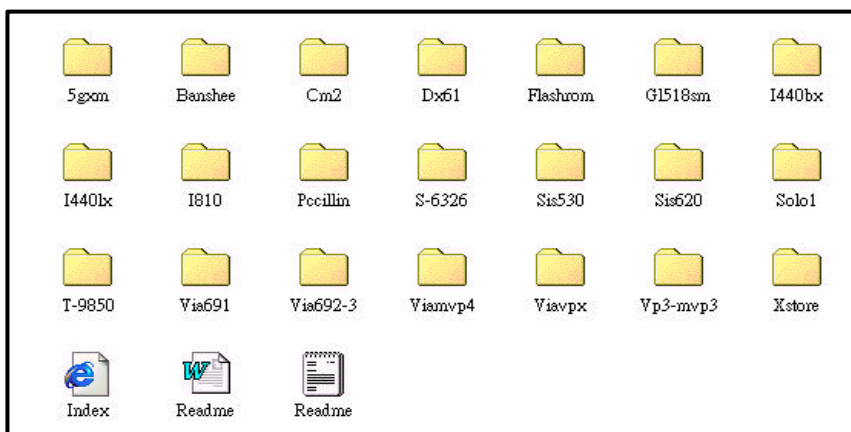 5gxm Banshee Cm2 Dx61 Flashrom Gl518sm I440bx
I440lx I810 Pccillin S-6326 Sis530 Sis620 Solo1
T-9850 Via691 Via692-3 Viamvp4 Viavpx Vp3-mvp3 Xstore
Index Readme Readme